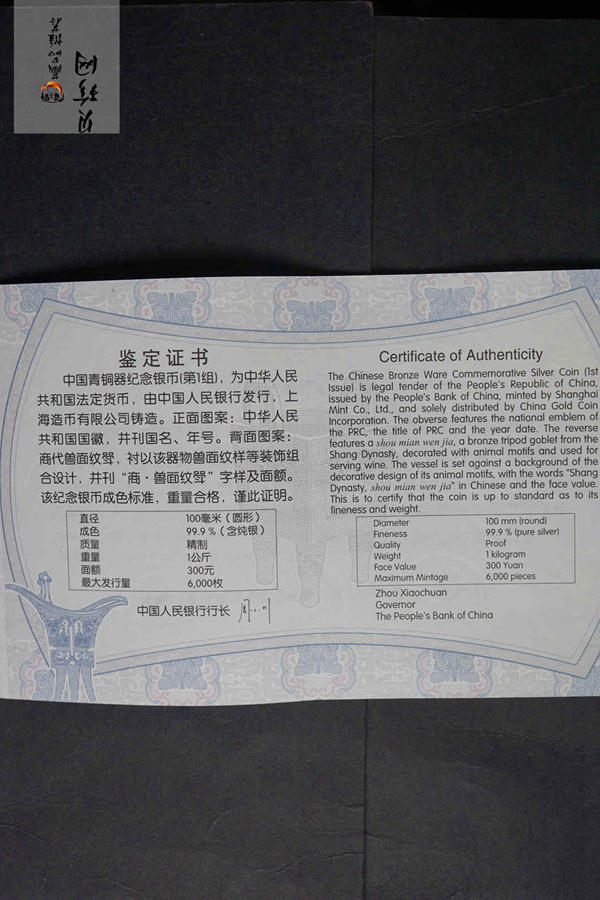 藏品推荐
贝珍网
鉴定证书
中国青铜器纪念银币(第1组)，为中华人民
共和国法定货币，由中国人民银行发行，上
海造币有限公司铸造。正面图案：中华人民
共和国国徽，并刊国名、年号。背面图案：
商代兽面纹斝，衬以该器物兽面纹样等装饰组
合设计，并刊“商·兽面纹斝”字样及面额。
该纪念银币成色标准，重量合格，谨此证明。
直径 100毫米（圆形）
成色 99.9 %（含纯银）
质量 精制
重量 1公斤
面额 300元
最大发行量 6,000枚
中国人民银行行长
Certificate of Authenticity
The Chinese Bronze Ware Commemorative Silver Coin (1st
Issue) is legal tender of the People's Republic of China,
issued by the People's Bank of China, minted by Shanghai
Mint Co., Ltd., and solely distributed by China Gold Coin
Incorporation. The obverse features the national emblem of
the PRC, the title of PRC and the year date. The reverse
features a shou mian wen jia, a bronze tripod goblet from the
Shang Dynasty, decorated with animal motifs and used for
serving wine. The vessel is set against a background of the
decorative design of its animal motifs, with the words "Shang
Dynasty, shou mian wen jia" in Chinese and the face value.
This is to certify that the coin is up to standard as to its
fineness and weight.
Diameter 100 mm (round)
Fineness 99.9 % (pure silver)
Quality Proof
Weight 1 kilogram
Face Value 300 Yuan
Maximum Mintage 6,000 pieces
Zhou Xiaochuan
Governor
The People's Bank of China